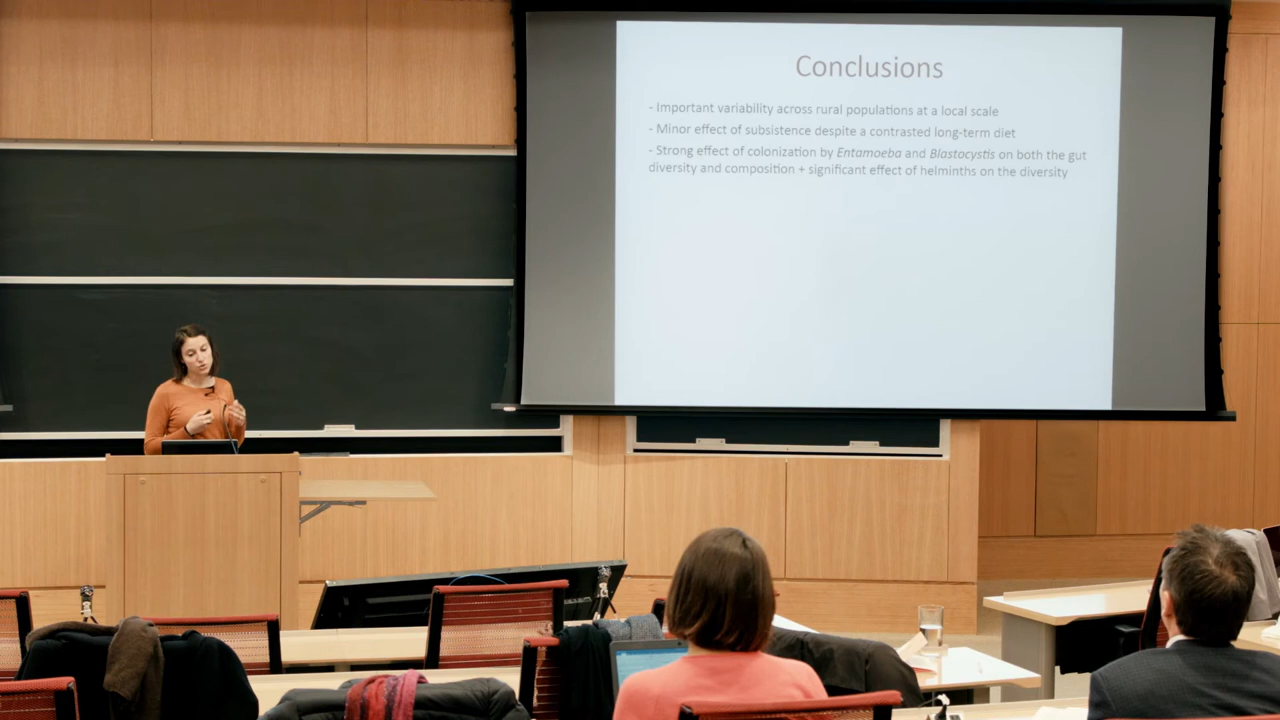 Conclusions
- Important variability across rural populations at a local scale
- Minor effect of subsistence despite a contrasted long-term diet
- Strong effect of colonization by Entamoeba and Blastocystis on both the gut
diversity and composition + significant effect of helminths on the diversity